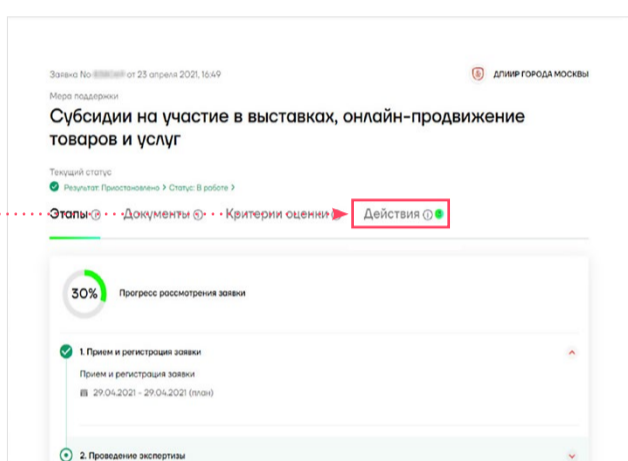 Заявка № от 23 апреля 2021, 16:49
ДПИИР ГОРОДА МОСКВЫ
Мера поддержки
Субсидии на участие в выставках, онлайн-продвижение
товаров и услуг
Текущий статус
Результат: Приостановлено > Статус: В работе >
Этапы Документы Критерии оценки Действия
30% Прогресс рассмотрения заявки
1. Прием и регистрация заявки
Прием и регистрация заявки
29.04.2021 - 29.04.2021 (план)
2. Проведение экспертизы